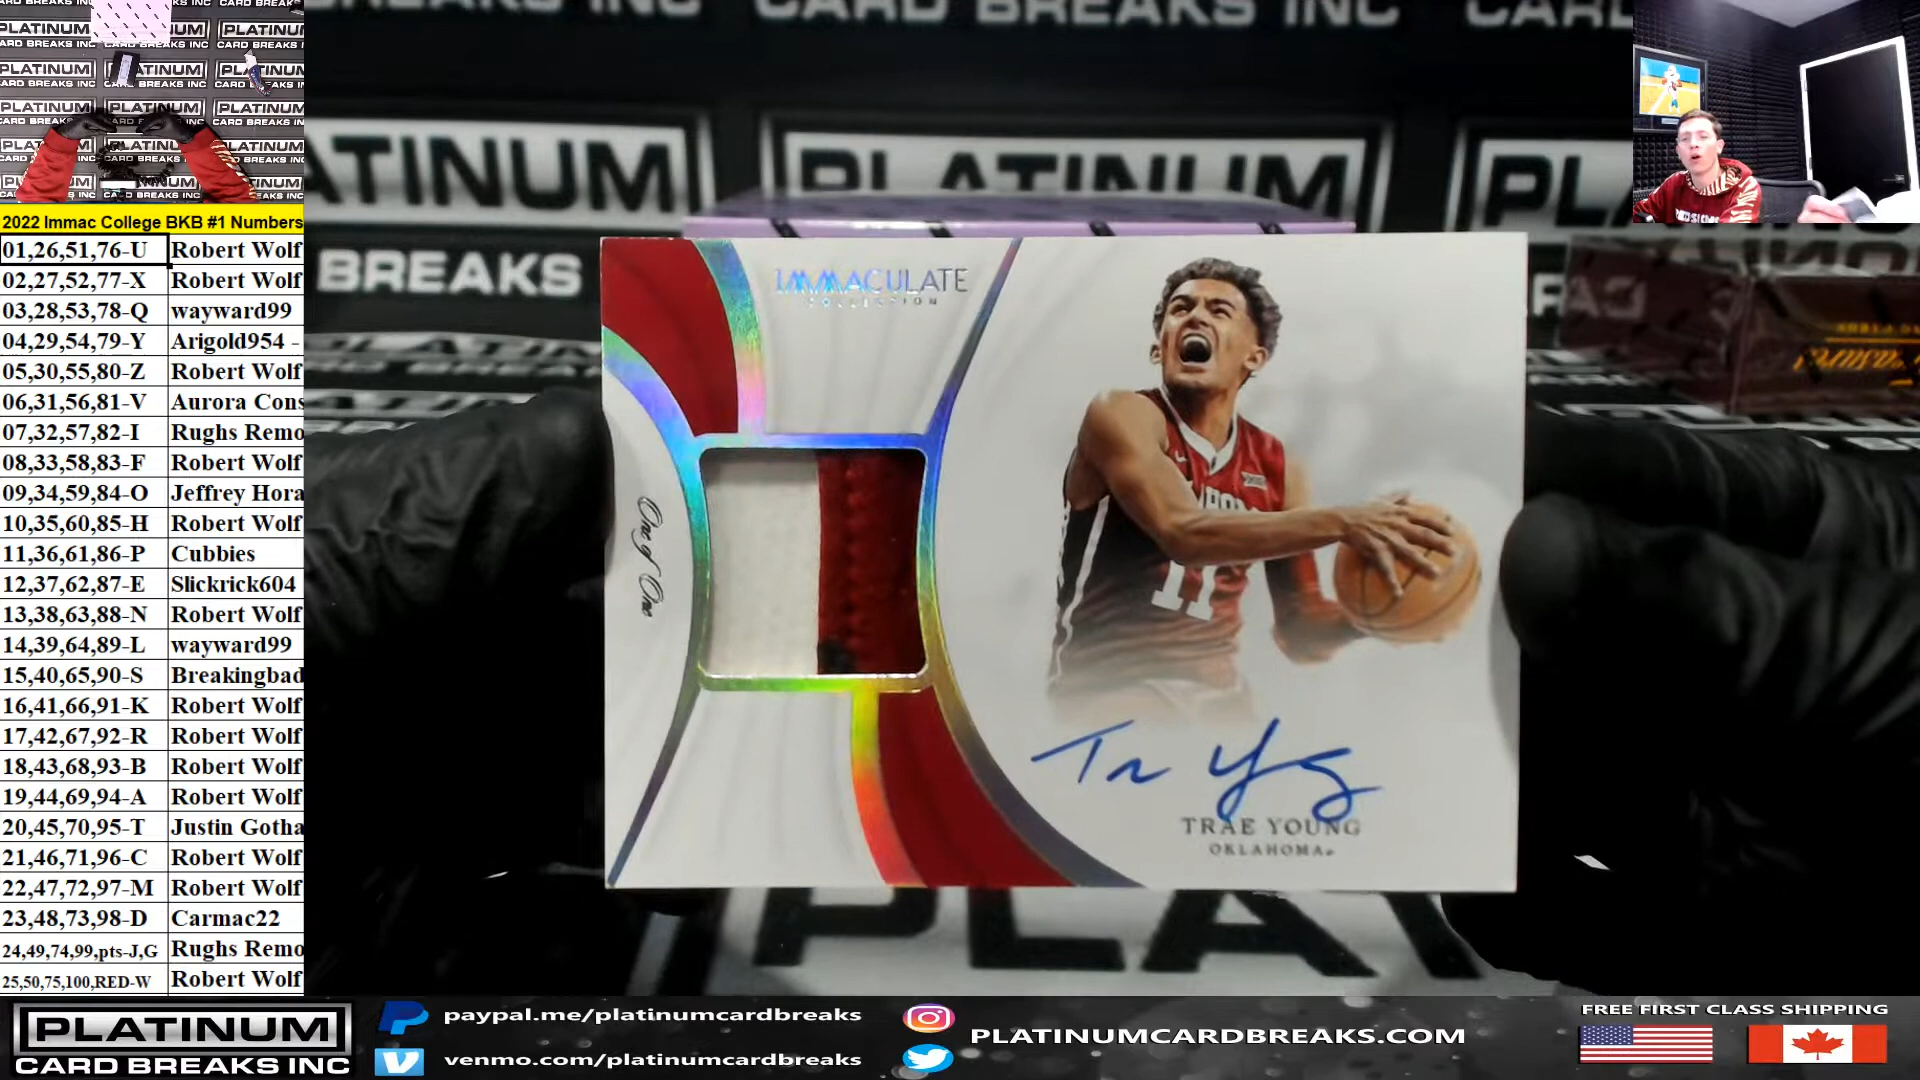 2022 Immac College BKB #1 Numbers
01,26,51,76-U Robert Wolf
02,27,52,77-X Robert Wolf
03,28,53,78-Q wayward99
04,29,54,79-Y Arigold954 -
05,30,55,80-Z Robert Wolf
06,31,56,81-V Aurora Cons
07,32,57,82-I Rughs Remo
08,33,58,83-F Robert Wolf
09,34,59,84-O Jeffrey Hora
10,35,60,85-H Robert Wolf
11,36,61,86-P Cubbies
12,37,62,87-E Slickrick604
13,38,63,88-N Robert Wolf
14,39,64,89-L wayward99
15,40,65,90-S Breakingbad
16,41,66,91-K Robert Wolf
17,42,67,92-R Robert Wolf
18,43,68,93-B Robert Wolf
19,44,69,94-A Robert Wolf
20,45,70,95-T Justin Gotha
21,46,71,96-C Robert Wolf
22,47,72,97-M Robert Wolf
23,48,73,98-D Carmac22
24,49,74,99,pts-J,G Rughs Remo
25,50,75,100,RED-W Robert Wolf
CARD BREAKS INC
PLATINUM
BREAKS
IMMACULATE
COLLECTION
One of One
11
TRAE YOUNG
OKLAHOMA
PLATINUM
CARD BREAKS INC
paypal.me/platinumcardbreaks
venmo.com/platinumcardbreaks
PLATINUMCARDBREAKS.COM
FREE FIRST CLASS SHIPPING